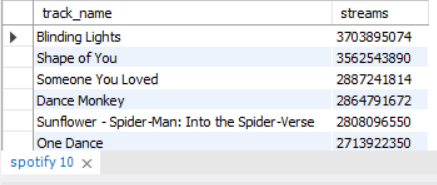 track_name streams
Blinding Lights 3703895074
Shape of You 3562543890
Someone You Loved 2887241814
Dance Monkey 2864791672
Sunflower - Spider-Man: Into the Spider-Verse 2808096550
One Dance 2713922350
spotify 10 ×